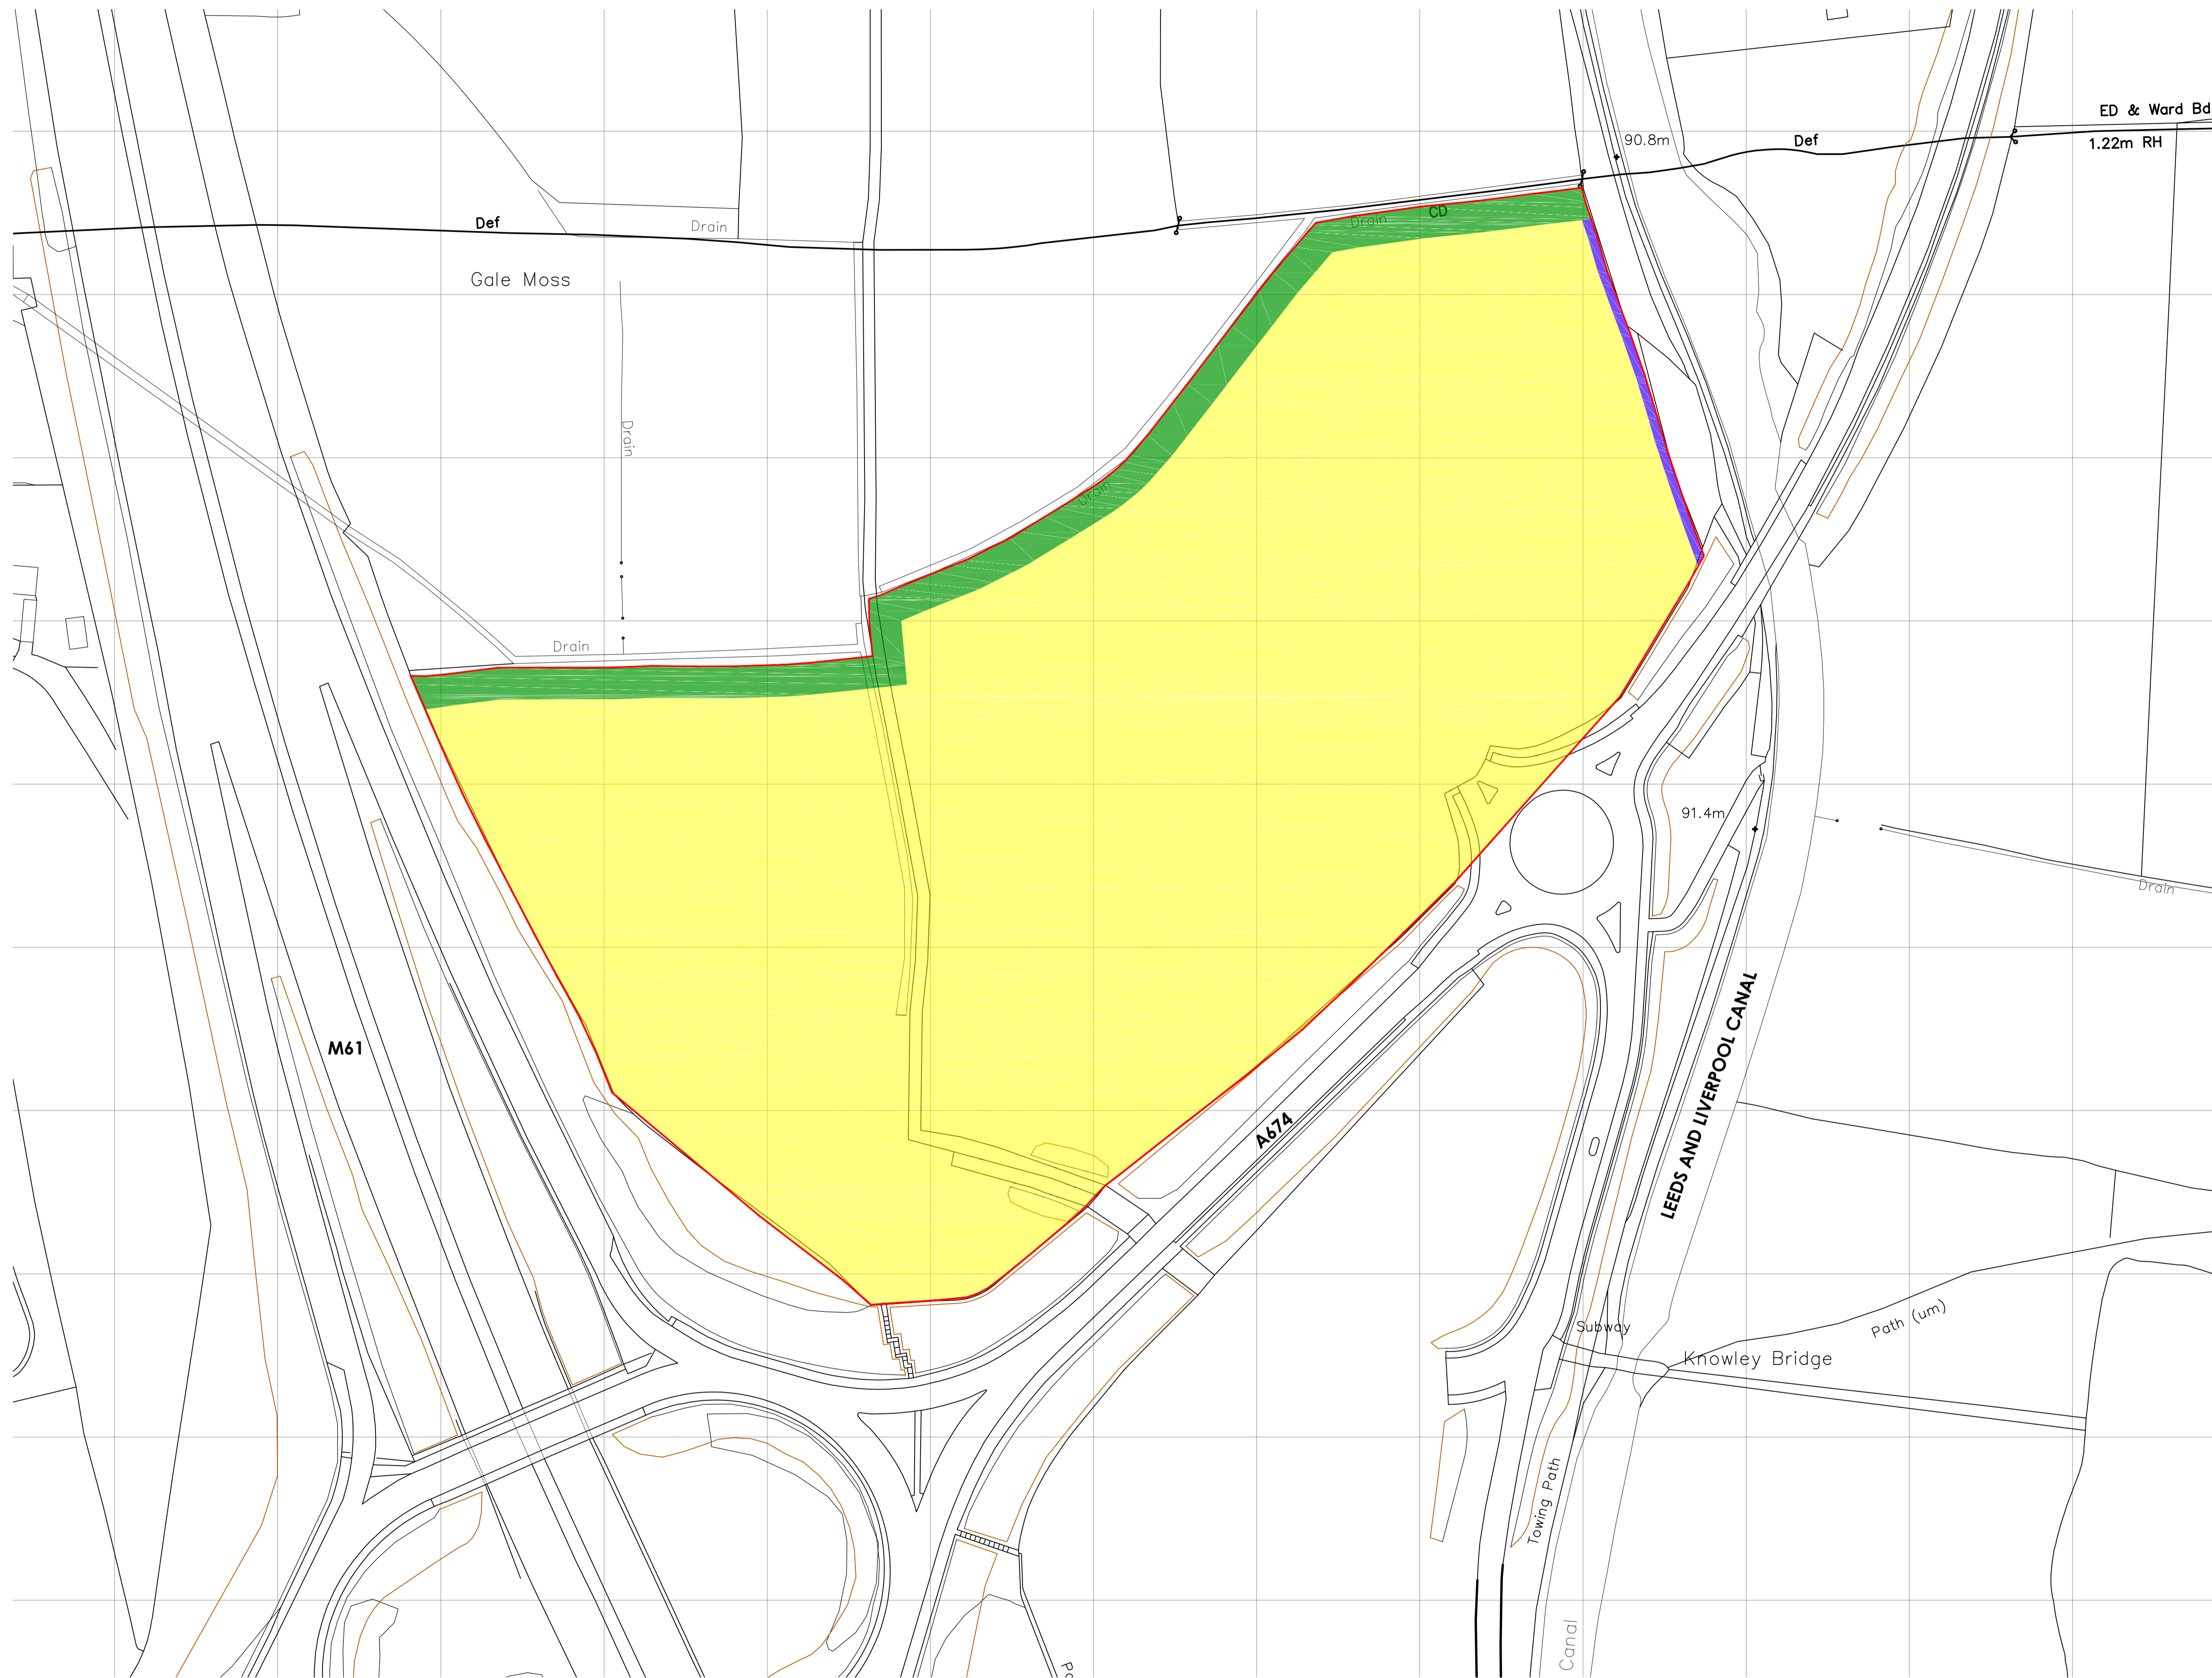 ED & Ward Bd
90.8m
Def
1.22m RH
CD
Drain
Def
Drain
Gale Moss
Drain
Drain
Drain
91.4m
Drain
M61
LEEDS AND LIVERPOOL CANAL
A674
Path (um)
Subway
Knowley Bridge
Towing Path
Canal